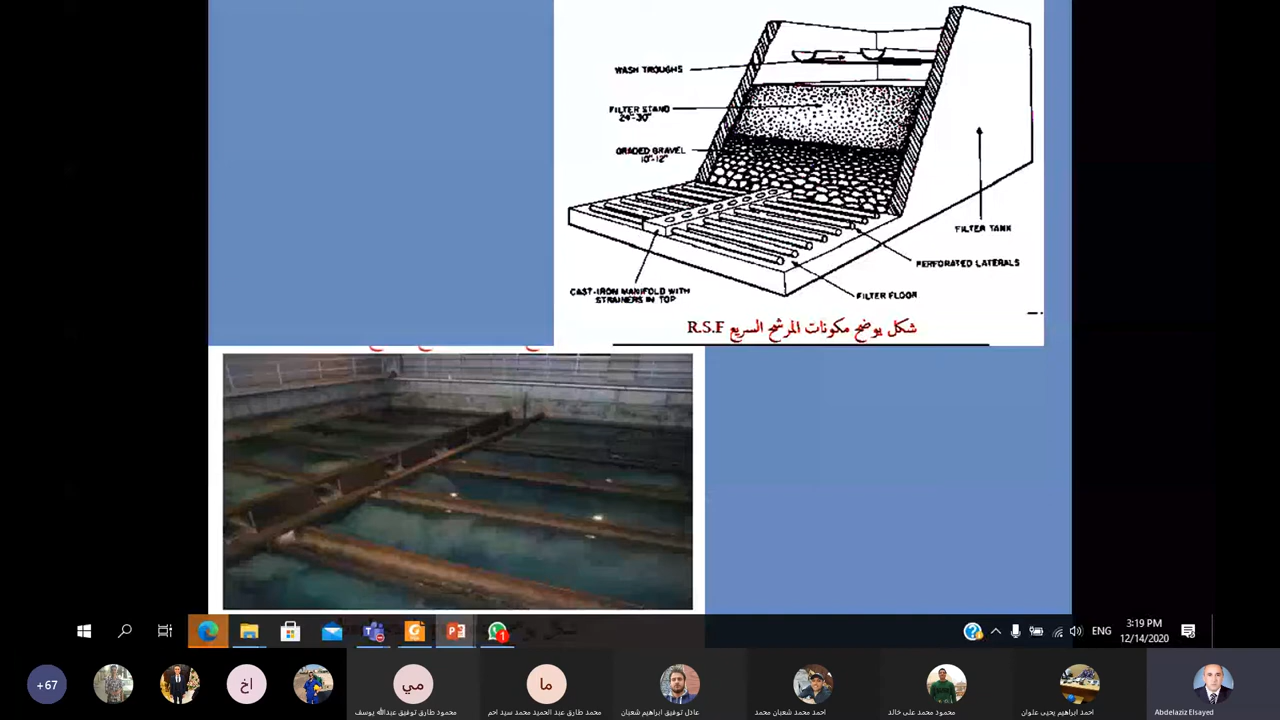 WASH TROUGHS
FILTER STAND
24"-30"
GRADED GRAVEL
10"-12"
FILTER TANK
PERFORATED LATERALS
CAST-IRON MANIFOLD WITH
STRAINERS IN TOP
FILTER FLOOR
شكل يوضح مكونات المرشح السريع R.S.F
ENG
3:19 PM
12/14/2020
1
+67
اخ
مي
ما
محمود طارق توفيق عبدالله يوسف
محمد طارق عبد الحميد محمد سيد احم
عادل توفيق ابراهيم شعبان
احمد محمد شعبان محمد
محمود محمد على خالد
احمد ابراهيم يحيى علوان
Abdelaziz Elsayed